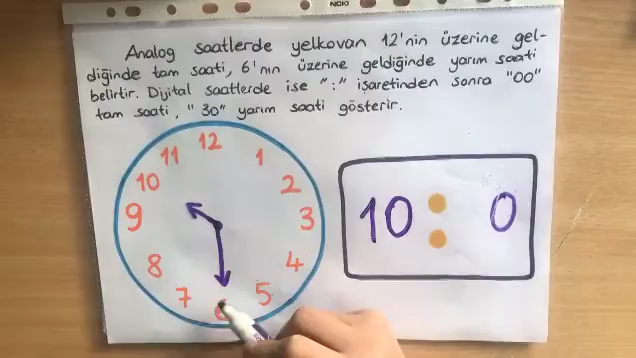 Analog saatlerde yelkovan 12'nin üzerine gel-
diğinde tam saati, 6'nın üzerine geldiğinde yarım saati
belirtir. Dijital saatlerde ise ":" işaretinden sonra "00"
tam saati, "30" yarım saati gösterir.
12
11 1
10 2
9 3
8 4
7 5
10 : 0